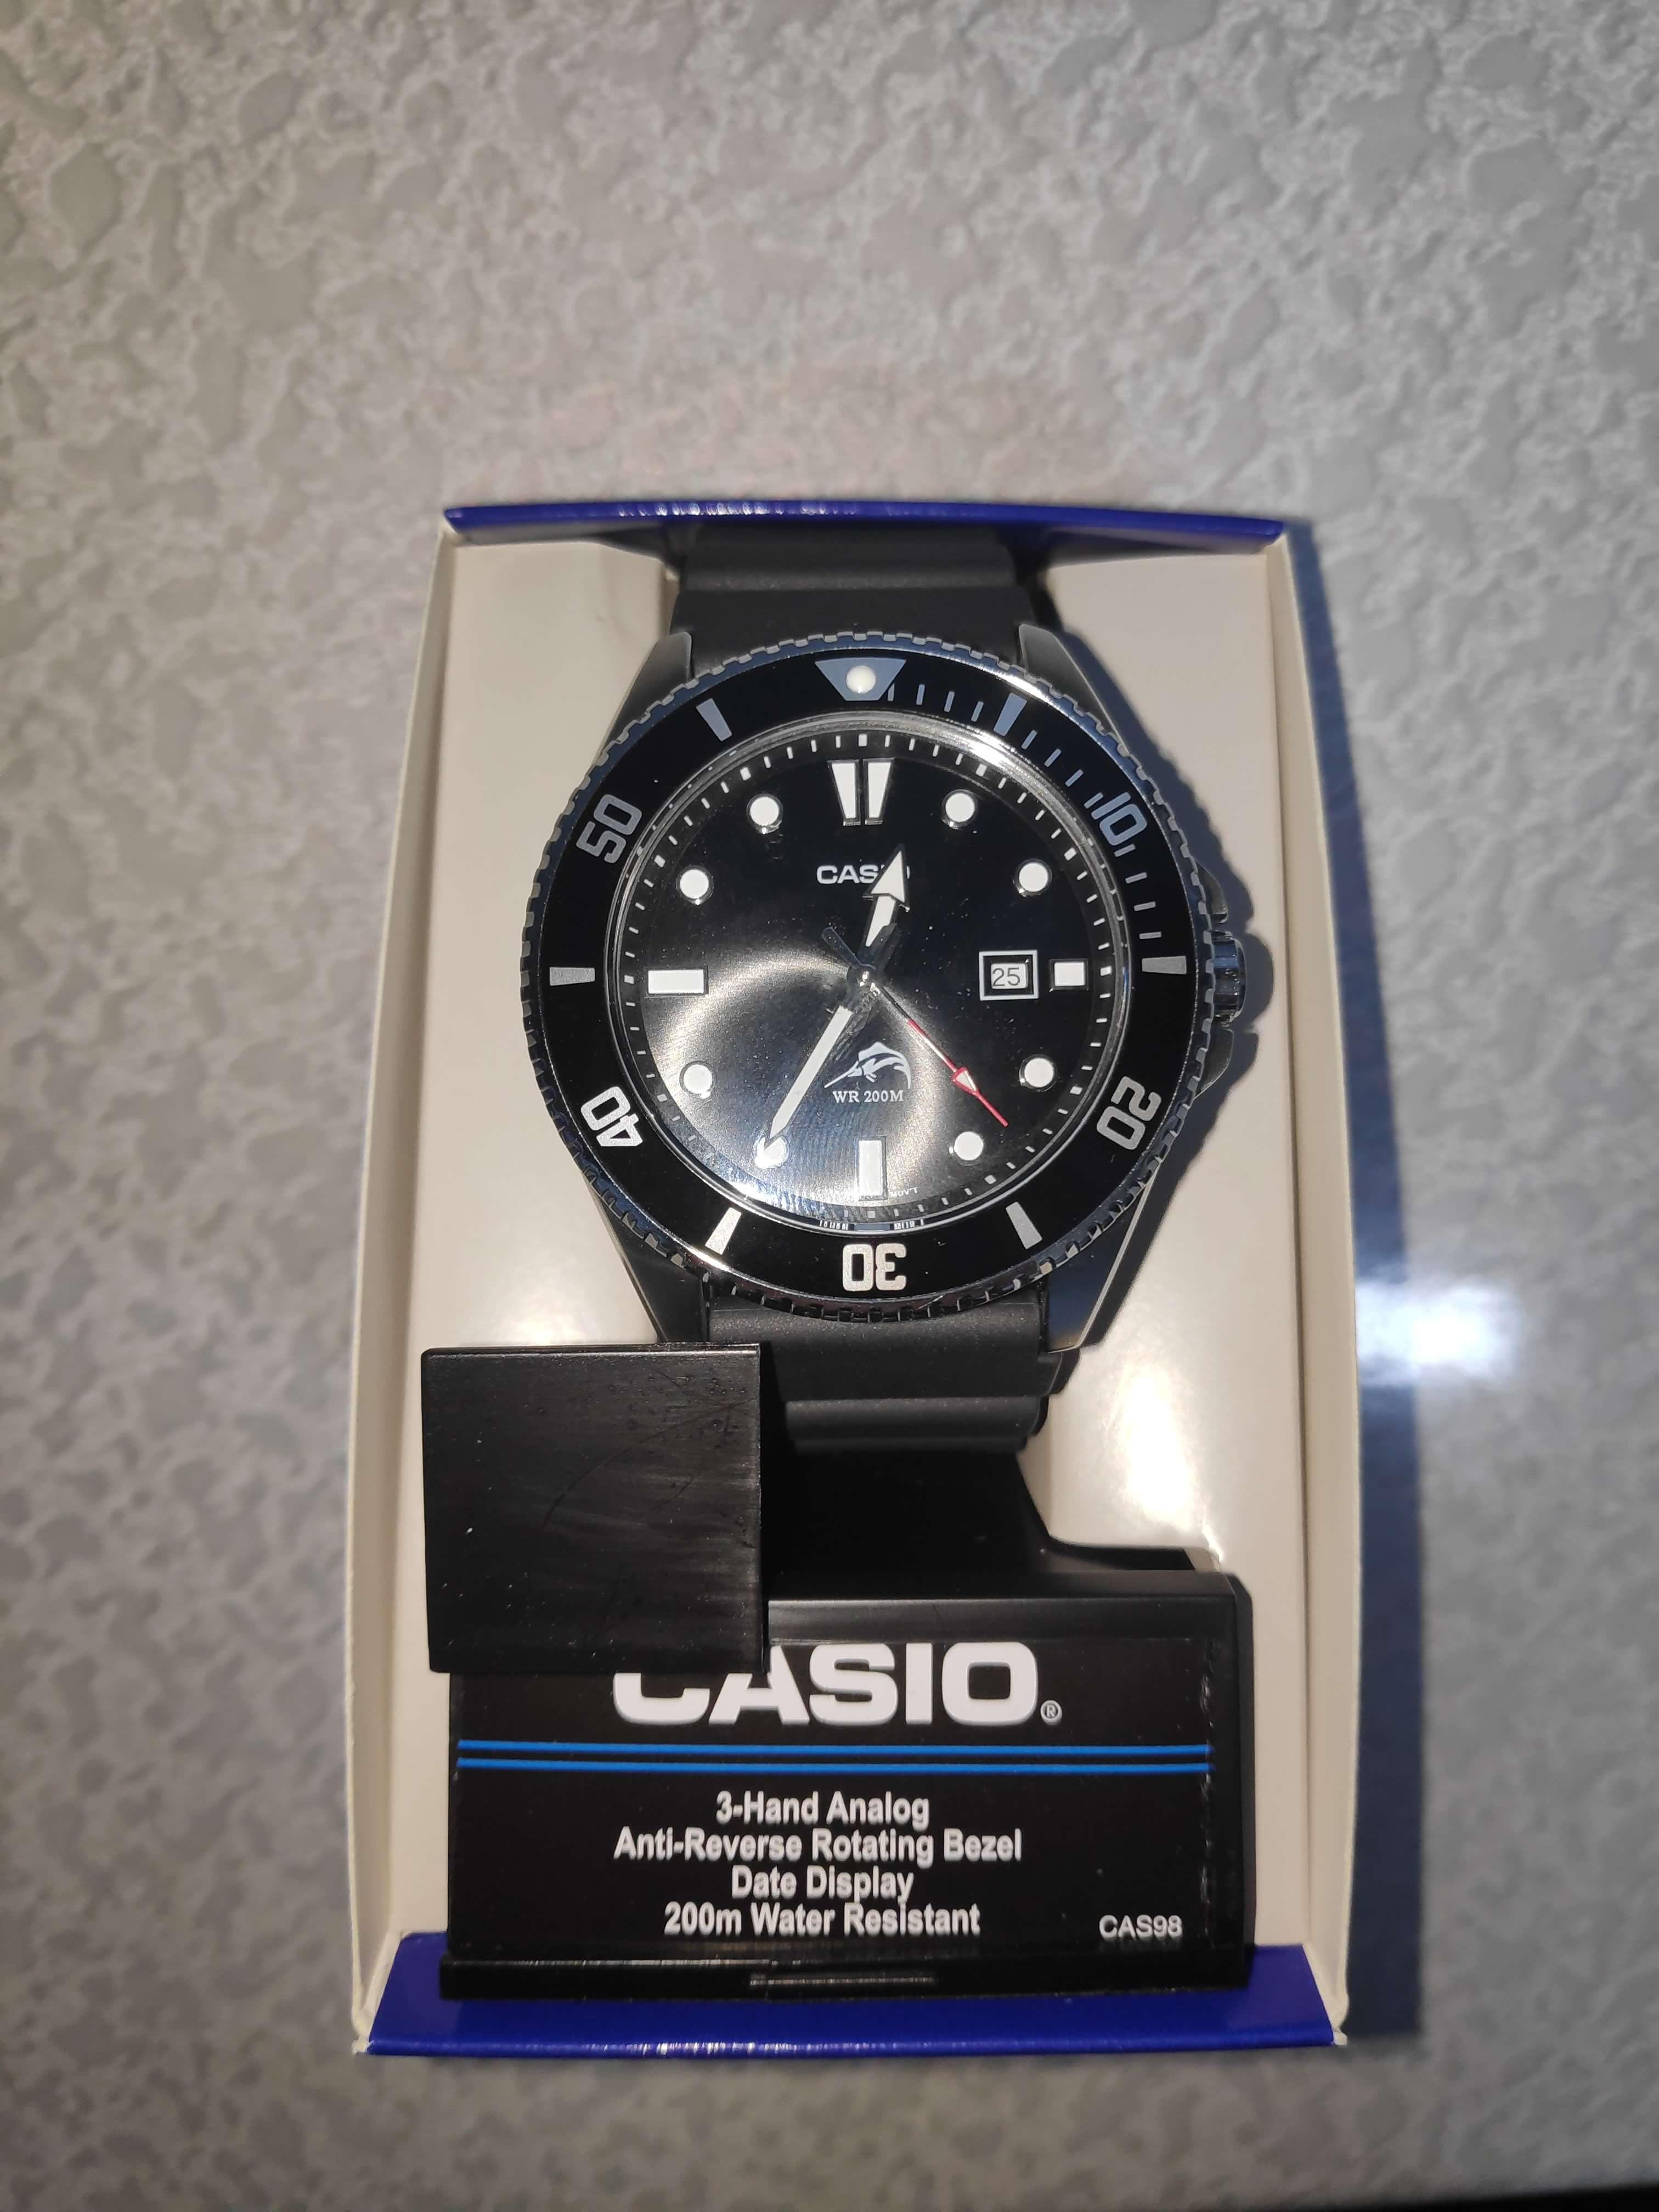 50
10
CASIO
25
WR 200M
40
20
30
CASIO®
3-Hand Analog
Anti-Reverse Rotating Bezel
Date Display
200m Water Resistant
CAS98